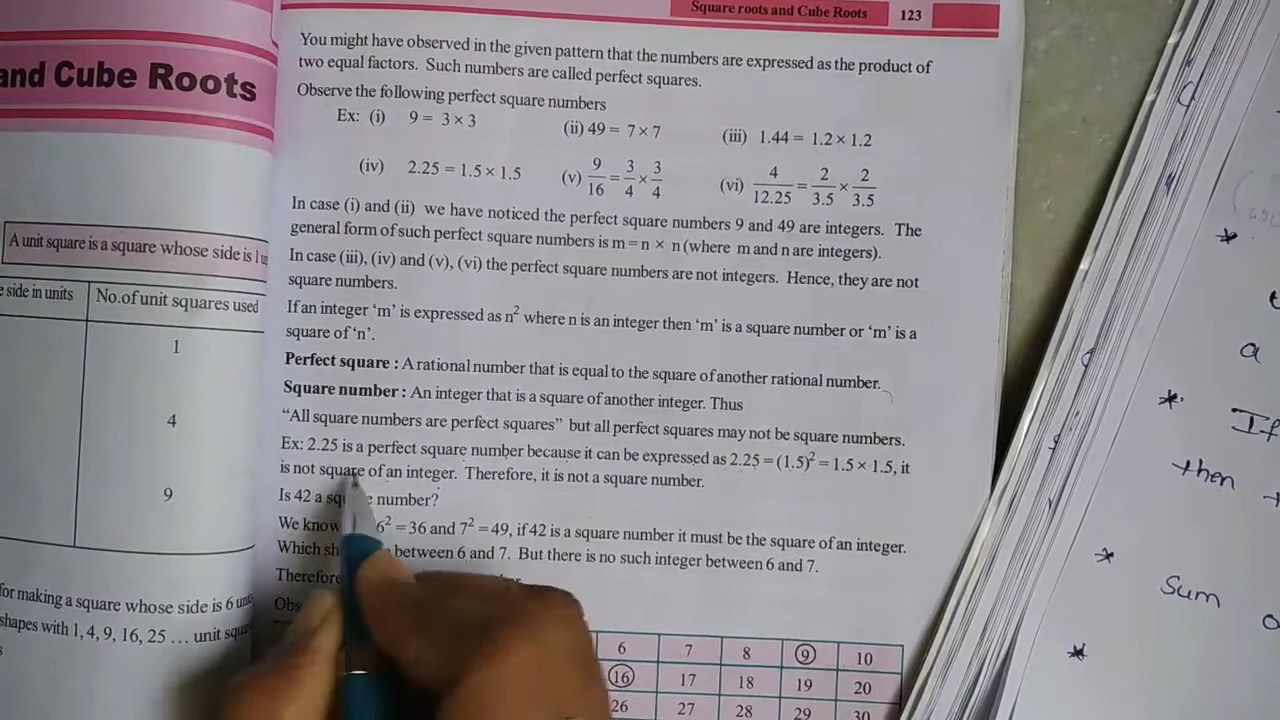 Square roots and Cube Roots 123
and Cube Roots
A unit square is a square whose side is 1
side in units No.of unit squares used
1
4
9
for making a square whose side is 6
shapes with 1, 4, 9, 16, 25 … unit
You might have observed in the given pattern that the numbers are expressed as the product of
two equal factors. Such numbers are called perfect squares.
Observe the following perfect square numbers
Ex: (i) 9 = 3 × 3 (ii) 49 = 7 × 7 (iii) 1.44 = 1.2 × 1.2
(iv) 2.25 = 1.5 × 1.5 (v) 9/16 = 3/4 × 3/4 (vi) 4/12.25 = 2/3.5 × 2/3.5
In case (i) and (ii) we have noticed the perfect square numbers 9 and 49 are integers. The
general form of such perfect square numbers is m = n × n (where m and n are integers).
In case (iii), (iv) and (v), (vi) the perfect square numbers are not integers. Hence, they are not
square numbers.
If an integer ‘m’ is expressed as n² where n is an integer then ‘m’ is a square number or ‘m’ is a
square of ‘n’.
Perfect square : A rational number that is equal to the square of another rational number.
Square number : An integer that is a square of another integer. Thus
“All square numbers are perfect squares” but all perfect squares may not be square numbers.
Ex: 2.25 is a perfect square number because it can be expressed as 2.25 = (1.5)² = 1.5 × 1.5, it
is not square of an integer. Therefore, it is not a square number.
Is 42 a square number?
We know 6² = 36 and 7² = 49, if 42 is a square number it must be the square of an integer.
Which between 6 and 7. But there is no such integer between 6 and 7.
Therefore
6 7 8 9 10
16 17 18 19 20
26 27 28 29 30
*
a
* If
then
* Sum
*